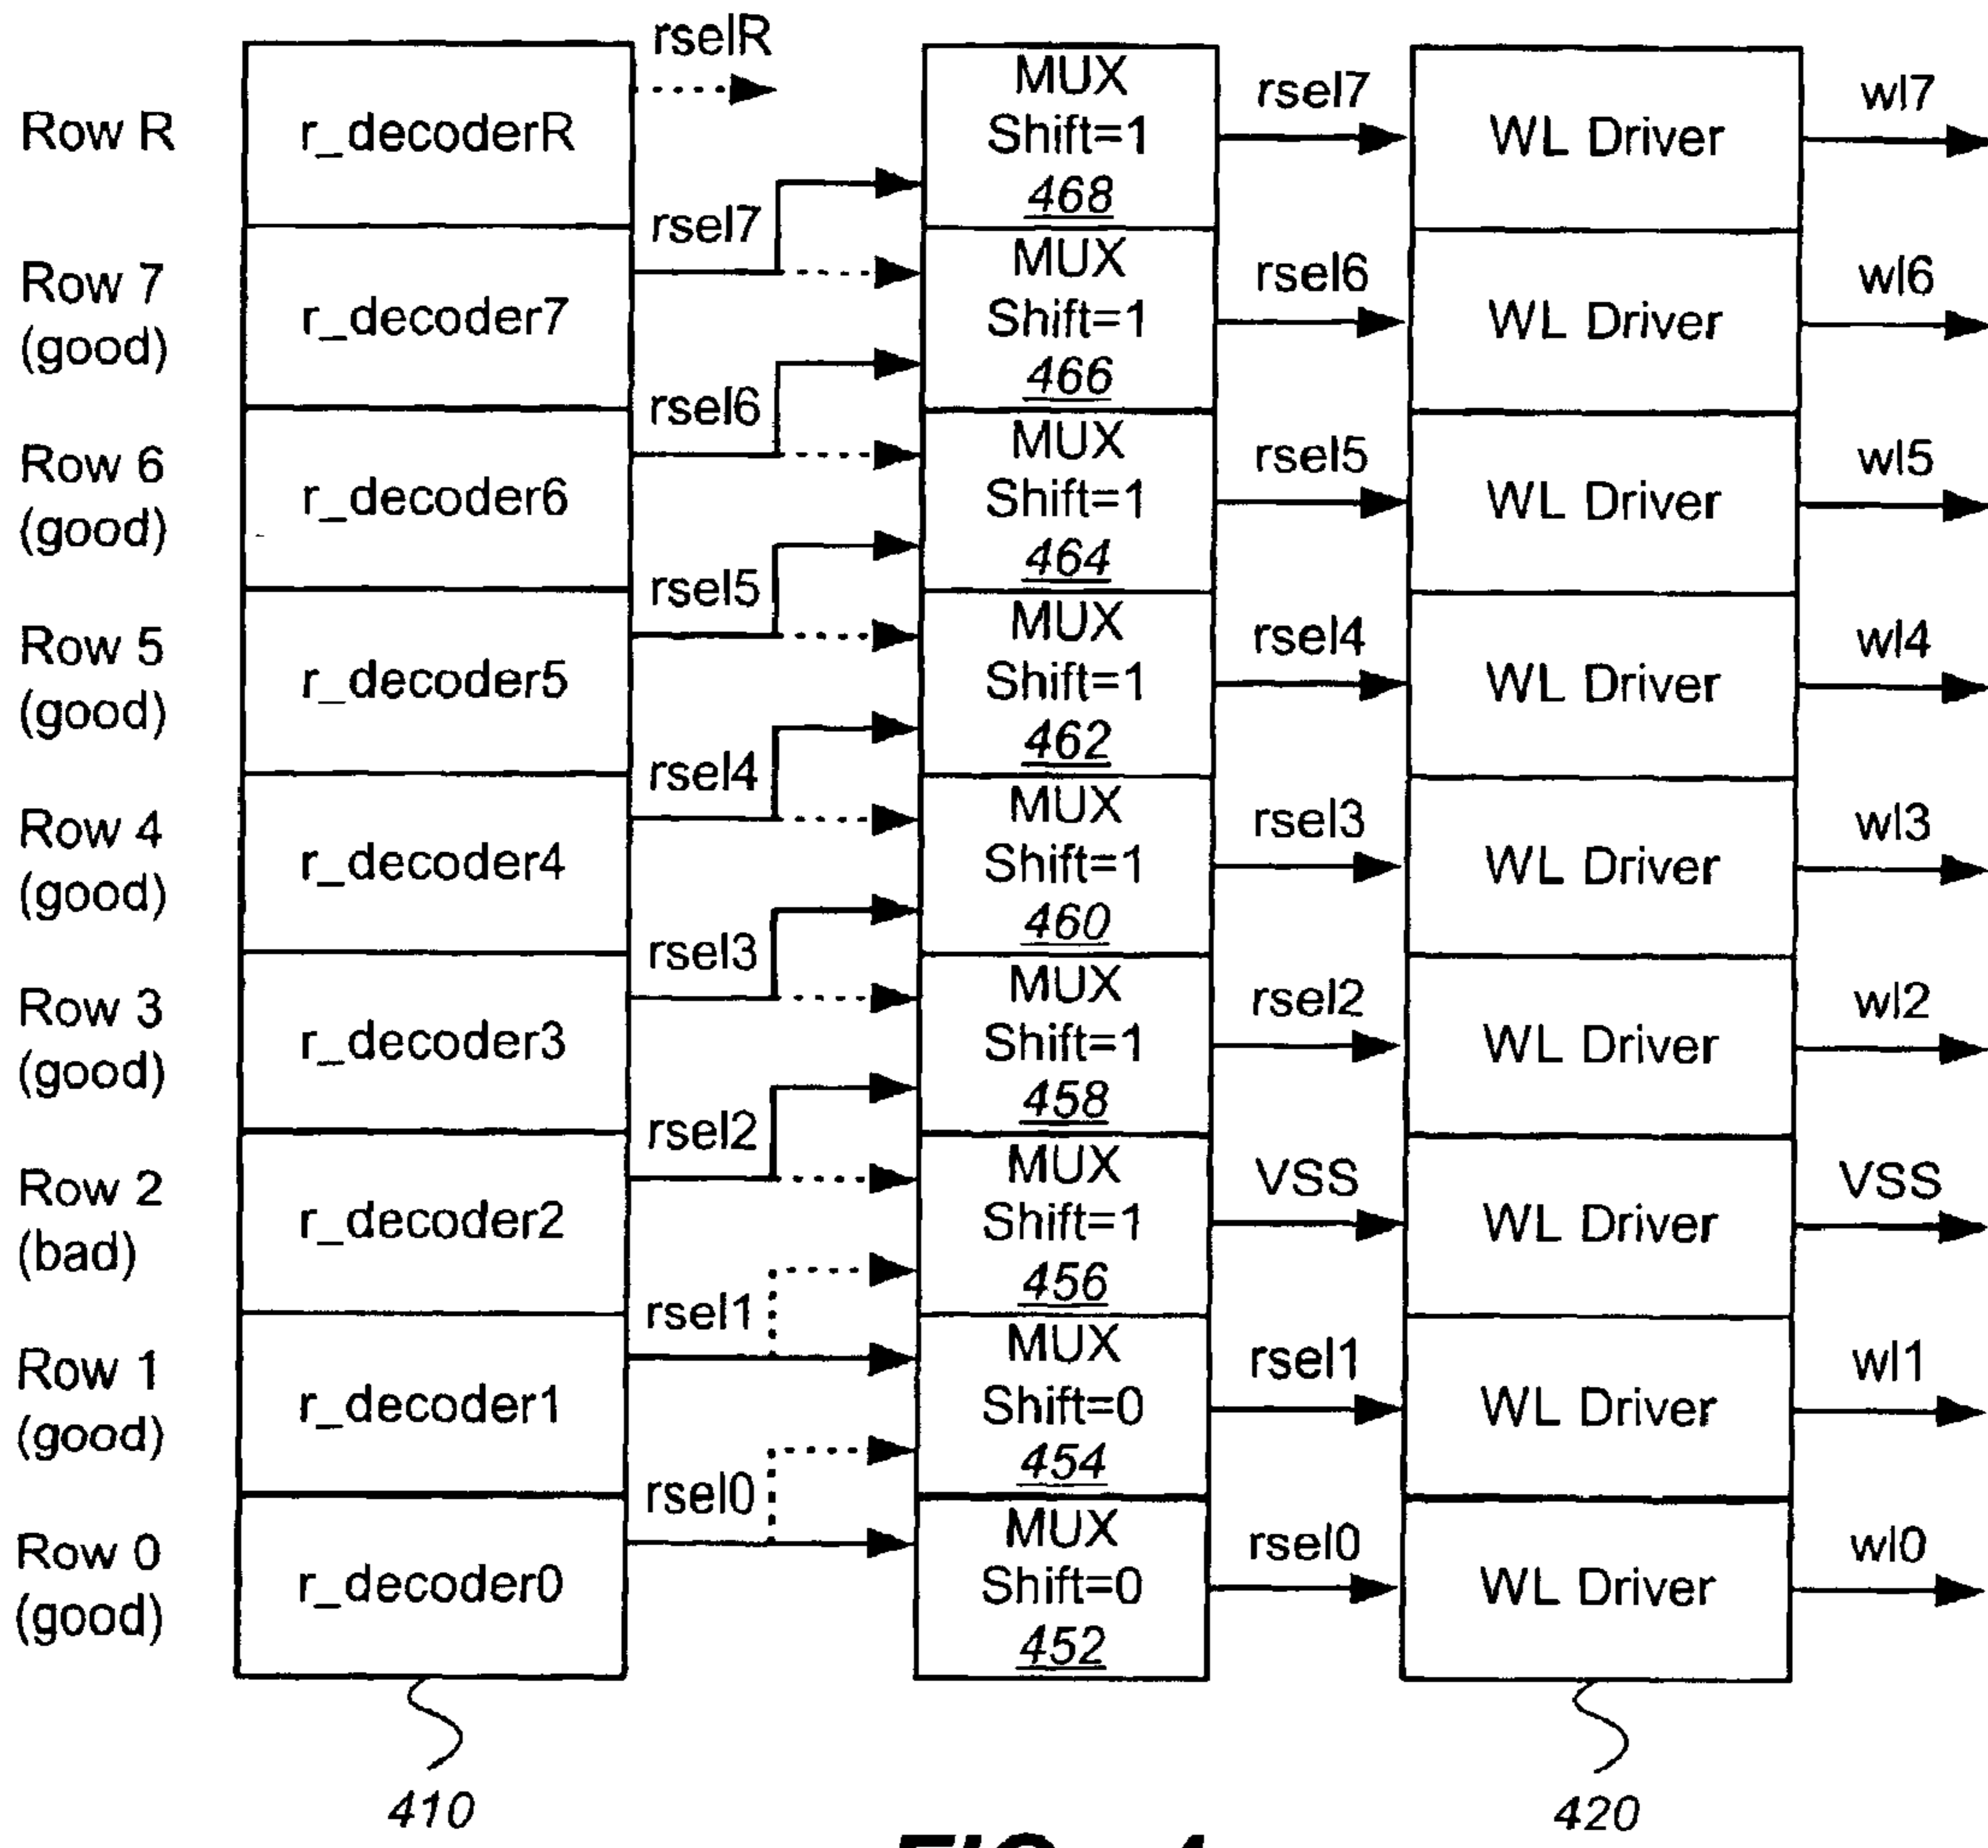 rselR
Row R
r_decoderR
MUX
Shift=1
468
rsel7
WL Driver
wl7
rsel7
Row 7
(good)
r_decoder7
MUX
Shift=1
466
rsel6
WL Driver
wl6
rsel6
Row 6
(good)
r_decoder6
MUX
Shift=1
464
rsel5
WL Driver
wl5
rsel5
Row 5
(good)
r_decoder5
MUX
Shift=1
462
rsel4
WL Driver
wl4
rsel4
Row 4
(good)
r_decoder4
MUX
Shift=1
460
rsel3
WL Driver
wl3
rsel3
Row 3
(good)
r_decoder3
MUX
Shift=1
458
rsel2
WL Driver
wl2
rsel2
Row 2
(bad)
r_decoder2
MUX
Shift=1
456
VSS
WL Driver
VSS
rsel1
Row 1
(good)
r_decoder1
MUX
Shift=0
454
rsel1
WL Driver
wl1
rsel0
Row 0
(good)
r_decoder0
MUX
Shift=0
452
rsel0
WL Driver
wl0
410
420